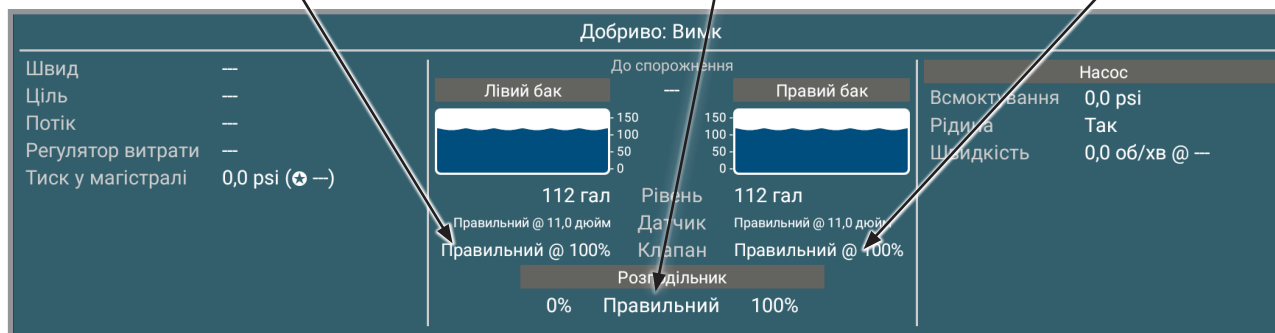 Добриво: Вимк
Швид ---
Ціль ---
Потік ---
Регулятор витрати ---
Тиск у магістралі 0,0 psi (✪ ---)
До спорожнення
Лівий бак --- Правий бак
150 150
100 100
50 50
0 0
112 гал Рівень 112 гал
Правильний @ 11,0 дюйм Датчик Правильний @ 11,0 дюйм
Правильний @ 100% Клапан Правильний @ 100%
Розподільник
0% Правильний 100%
Насос
Всмоктування 0,0 psi
Рідина Так
Швидкість 0,0 об/хв @ ---